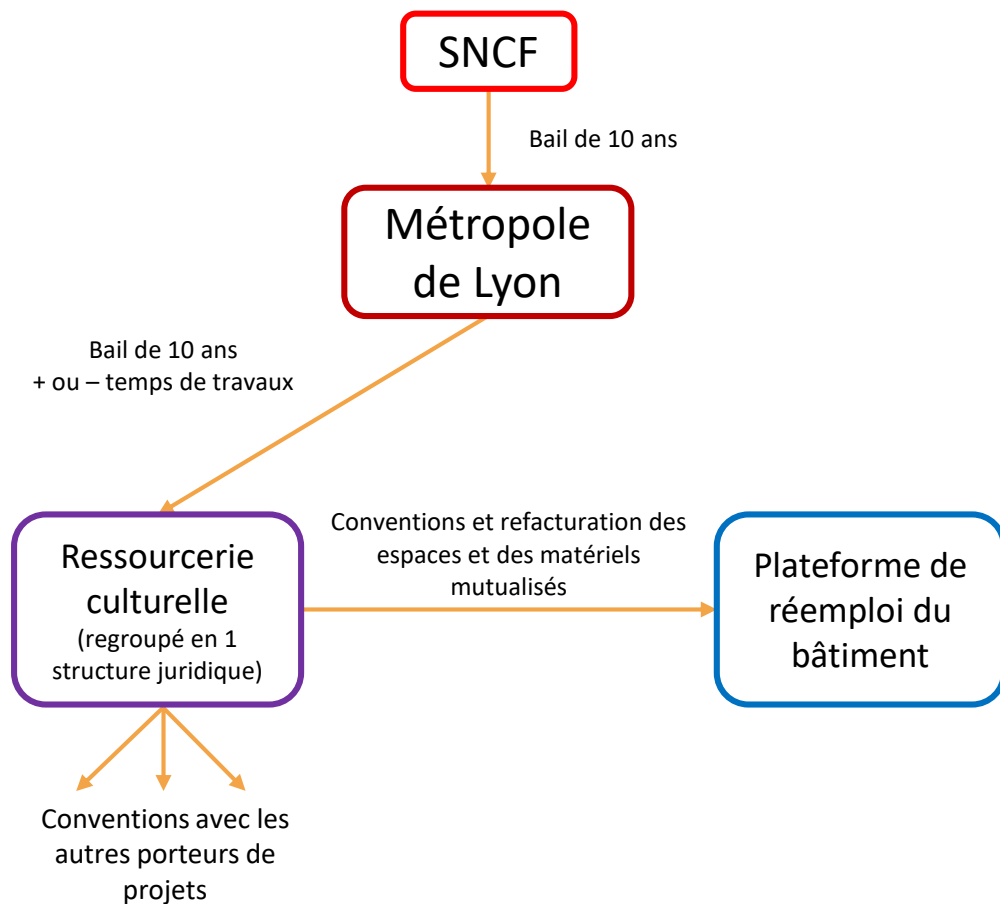 SNCF
Bail de 10 ans
Métropole
de Lyon
Bail de 10 ans
+ ou – temps de travaux
Ressourcerie
culturelle
(regroupé en 1
structure juridique)
Conventions et refacturation des
espaces et des matériels
mutualisés
Plateforme de
réemploi du
bâtiment
Conventions avec les
autres porteurs de
projets